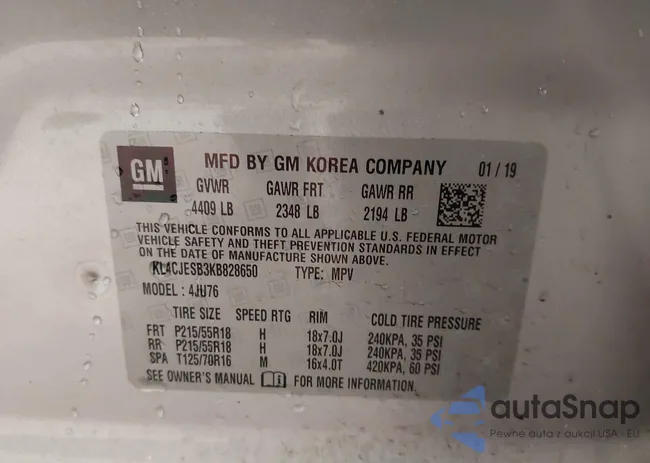 GM
MFD BY GM KOREA COMPANY 01 / 19
GVWR GAWR FRT GAWR RR
4409 LB 2348 LB 2194 LB
THIS VEHICLE CONFORMS TO ALL APPLICABLE U.S. FEDERAL MOTOR
VEHICLE SAFETY AND THEFT PREVENTION STANDARDS IN EFFECT
ON THE DATE OF MANUFACTURE SHOWN ABOVE.
KL4CJESB3KB828650 TYPE: MPV
MODEL : 4JU76
TIRE SIZE SPEED RTG RIM COLD TIRE PRESSURE
FRT P215/55R18 H 18x7.0J 240KPA, 35 PSI
RR P215/55R18 H 18x7.0J 240KPA, 35 PSI
SPA T125/70R16 M 16x4.0T 420KPA, 60 PSI
SEE OWNER'S MANUAL FOR MORE INFORMATION.
autaSnap
Pewne auta z aukcji USA - EU